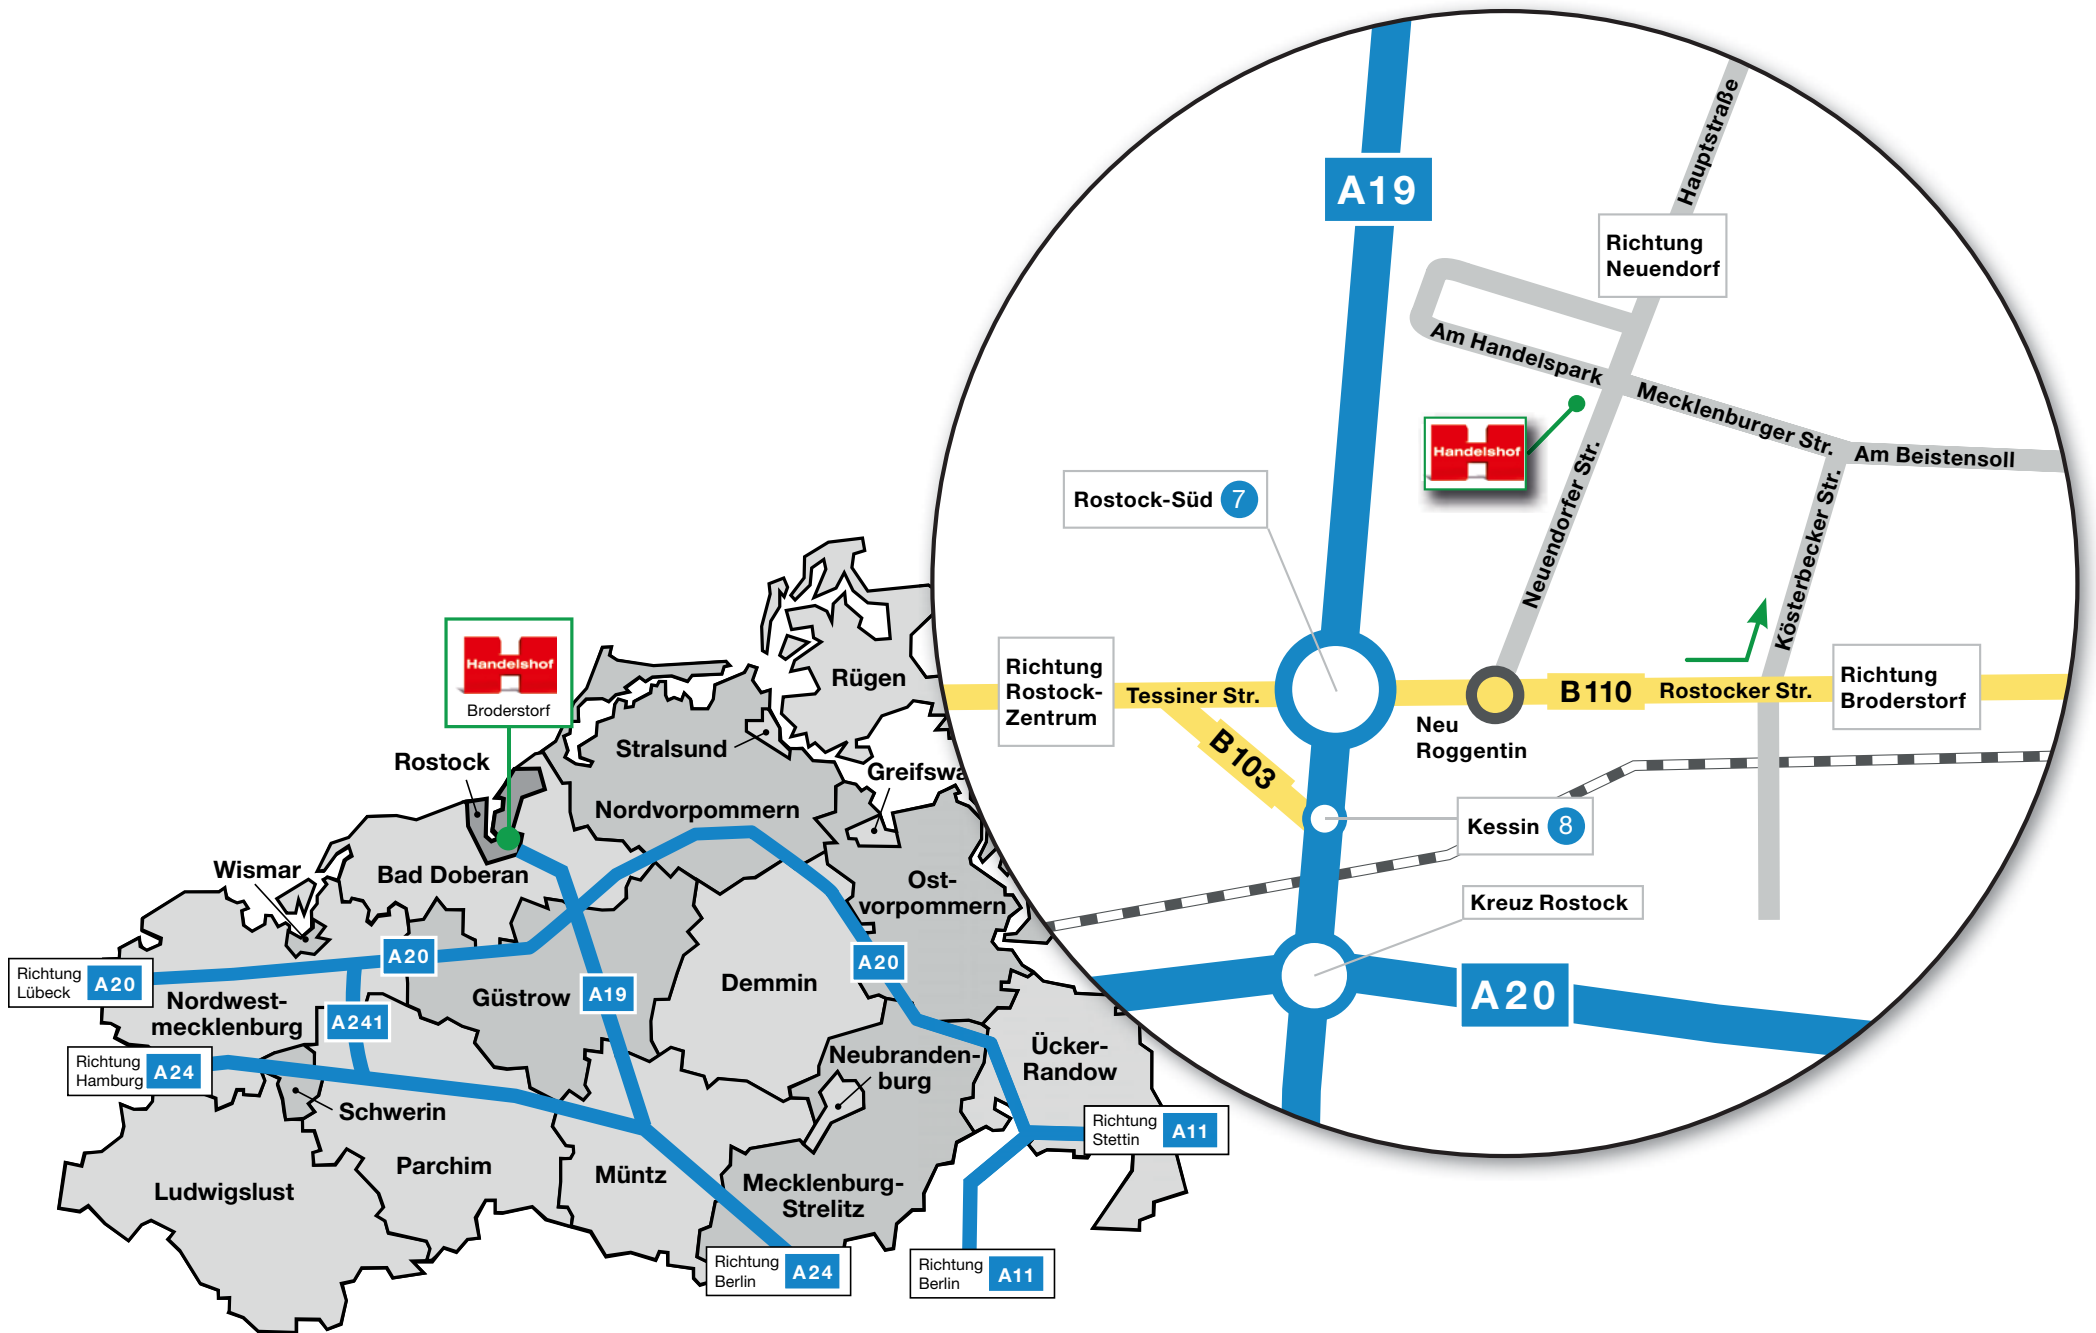 Hauptstraße
A19
Richtung
Neuendorf
Am Handelspark
Mecklenburger Str.
Am Beistensoll
Handelshof
Neuendorfer Str.
Kösterbecker Str.
Rostock-Süd 7
Richtung
Rostock-
Zentrum
Tessiner Str.
B110
Rostocker Str.
Richtung
Broderstorf
Neu
Roggentin
B103
Kessin 8
Kreuz Rostock
A20
Handelshof
Broderstorf
Rügen
Stralsund
Rostock
Greifswa
Nordvorpommern
Wismar
Bad Doberan
Ost-
vorpommern
A20
A20
Richtung
Lübeck
A20
Demmin
Güstrow
A19
Nordwest-
mecklenburg
A241
Neubranden-
burg
Ücker-
Randow
Richtung
Hamburg
A24
Schwerin
Richtung
Stettin
A11
Parchim
Müntz
Ludwigslust
Mecklenburg-
Strelitz
Richtung
Berlin
A24
Richtung
Berlin
A11